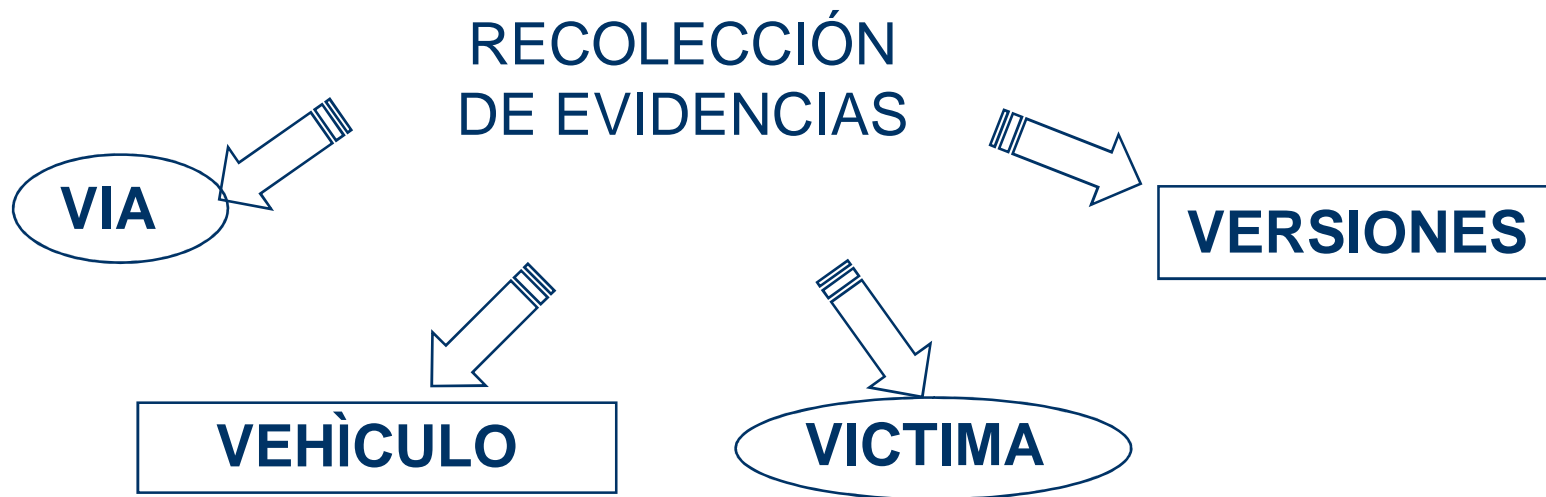 RECOLECCIÓN
DE EVIDENCIAS
VIA
VERSIONES
VEHÌCULO
VICTIMA